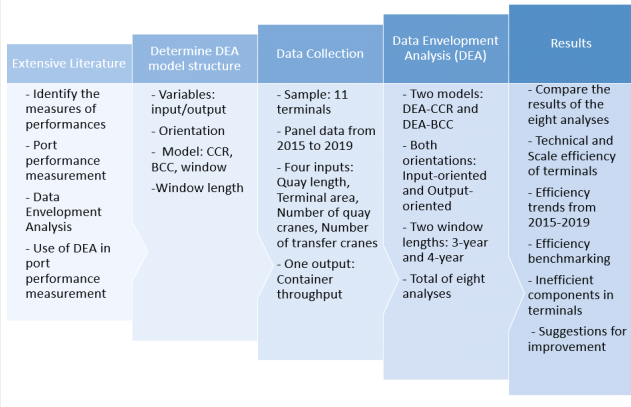 Extensive Literature
- Identify the
measures of
performances
- Port
performance
measurement
- Data
Envelopment
Analysis
- Use of DEA in
port
performance
measurement
Determine DEA
model structure
- Variables:
input/output
- Orientation
- Model: CCR,
BCC, window
-Window length
Data Collection
- Sample: 11
terminals
- Panel data from
2015 to 2019
- Four inputs:
Quay length,
Terminal area,
Number of quay
cranes, Number
of transfer cranes
- One output:
Container
throughput
Data Envelopment
Analysis (DEA)
- Two models:
DEA-CCR and
DEA-BCC
- Both
orientations:
Input-oriented
and Output-
oriented
- Two window
lengths: 3-year
and 4-year
- Total of eight
analyses
Results
- Compare the
results of the
eight analyses
- Technical and
Scale efficiency
of terminals
- Efficiency
trends from
2015-2019
- Efficiency
benchmarking
- Inefficient
components in
terminals
- Suggestions for
improvement